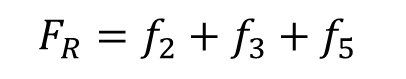 F_R = f_2 + f_3 + f_5